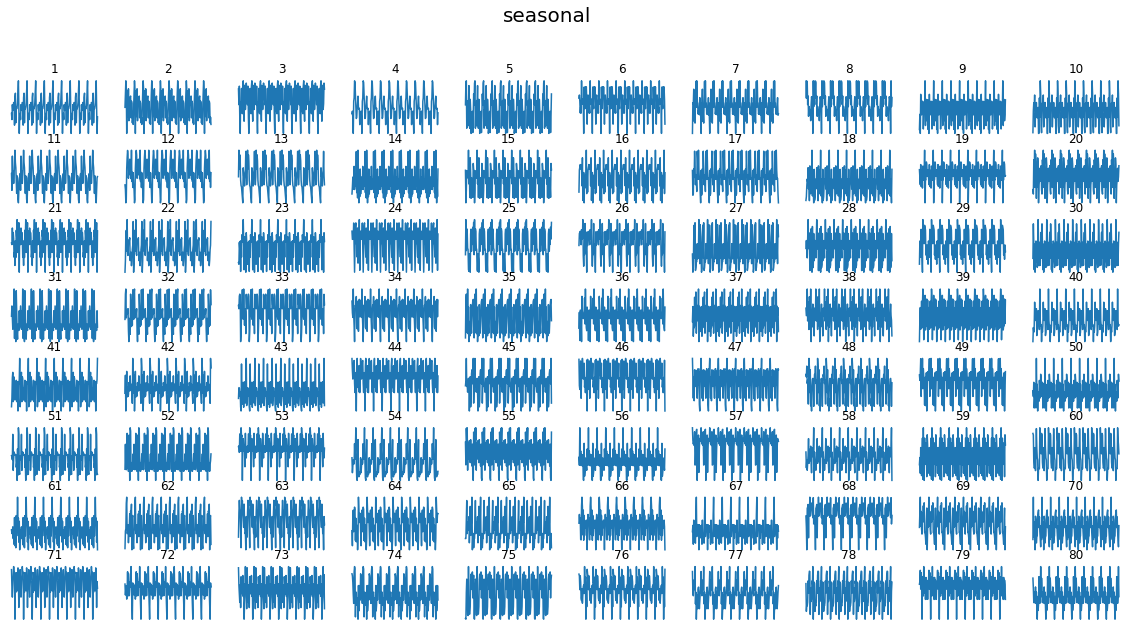 seasonal
1 2 3 4 5 6 7 8 9 10
11 12 13 14 15 16 17 18 19 20
21 22 23 24 25 26 27 28 29 30
31 32 33 34 35 36 37 38 39 40
41 42 43 44 45 46 47 48 49 50
51 52 53 54 55 56 57 58 59 60
61 62 63 64 65 66 67 68 69 70
71 72 73 74 75 76 77 78 79 80